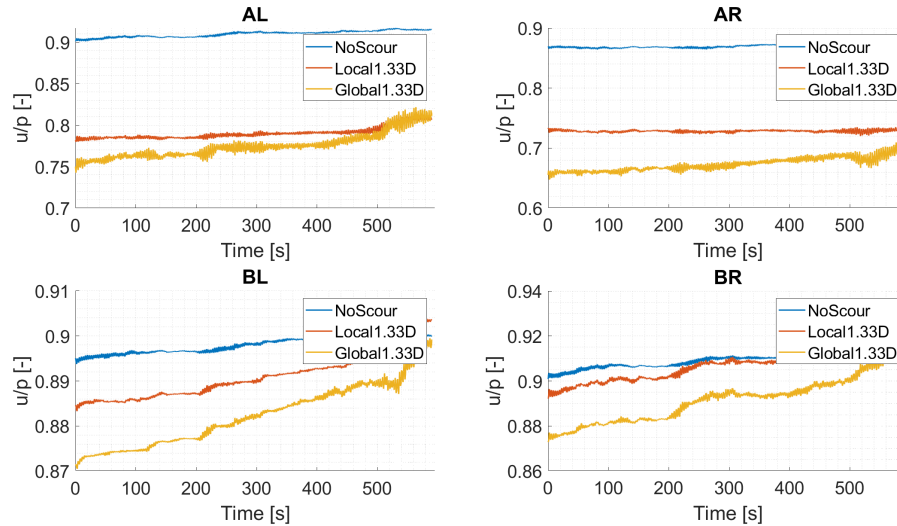 AL
u/p [-]
0.9
0.8
0.75
0.7
0 100 200 300 400 500
Time [s]
NoScour
Local1.33D
Global1.33D
AR
u/p [-]
0.9
0.8
0.7
0.6
0 100 200 300 400 500
Time [s]
NoScour
Local1.33D
Global1.33D
BL
u/p [-]
0.91
0.9
0.89
0.88
0.87
0 100 200 300 400 500
Time [s]
NoScour
Local1.33D
Global1.33D
BR
u/p [-]
0.94
0.92
0.9
0.88
0.86
0 100 200 300 400 500
Time [s]
NoScour
Local1.33D
Global1.33D